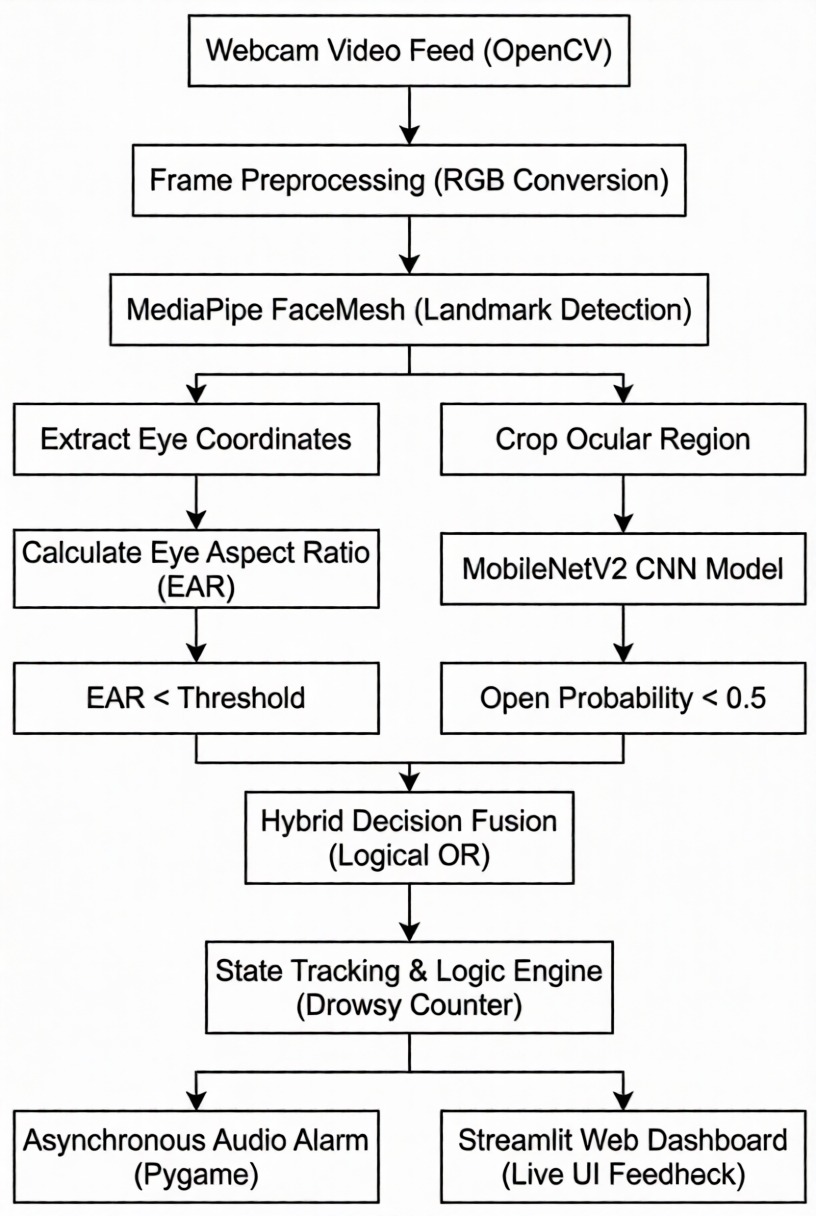 Webcam Video Feed (OpenCV)
Frame Preprocessing (RGB Conversion)
MediaPipe FaceMesh (Landmark Detection)
Extract Eye Coordinates
Crop Ocular Region
Calculate Eye Aspect Ratio
(EAR)
MobileNetV2 CNN Model
EAR < Threshold
Open Probability < 0.5
Hybrid Decision Fusion
(Logical OR)
State Tracking & Logic Engine
(Drowsy Counter)
Asynchronous Audio Alarm
(Pygame)
Streamlit Web Dashboard
(Live UI Feedheck)